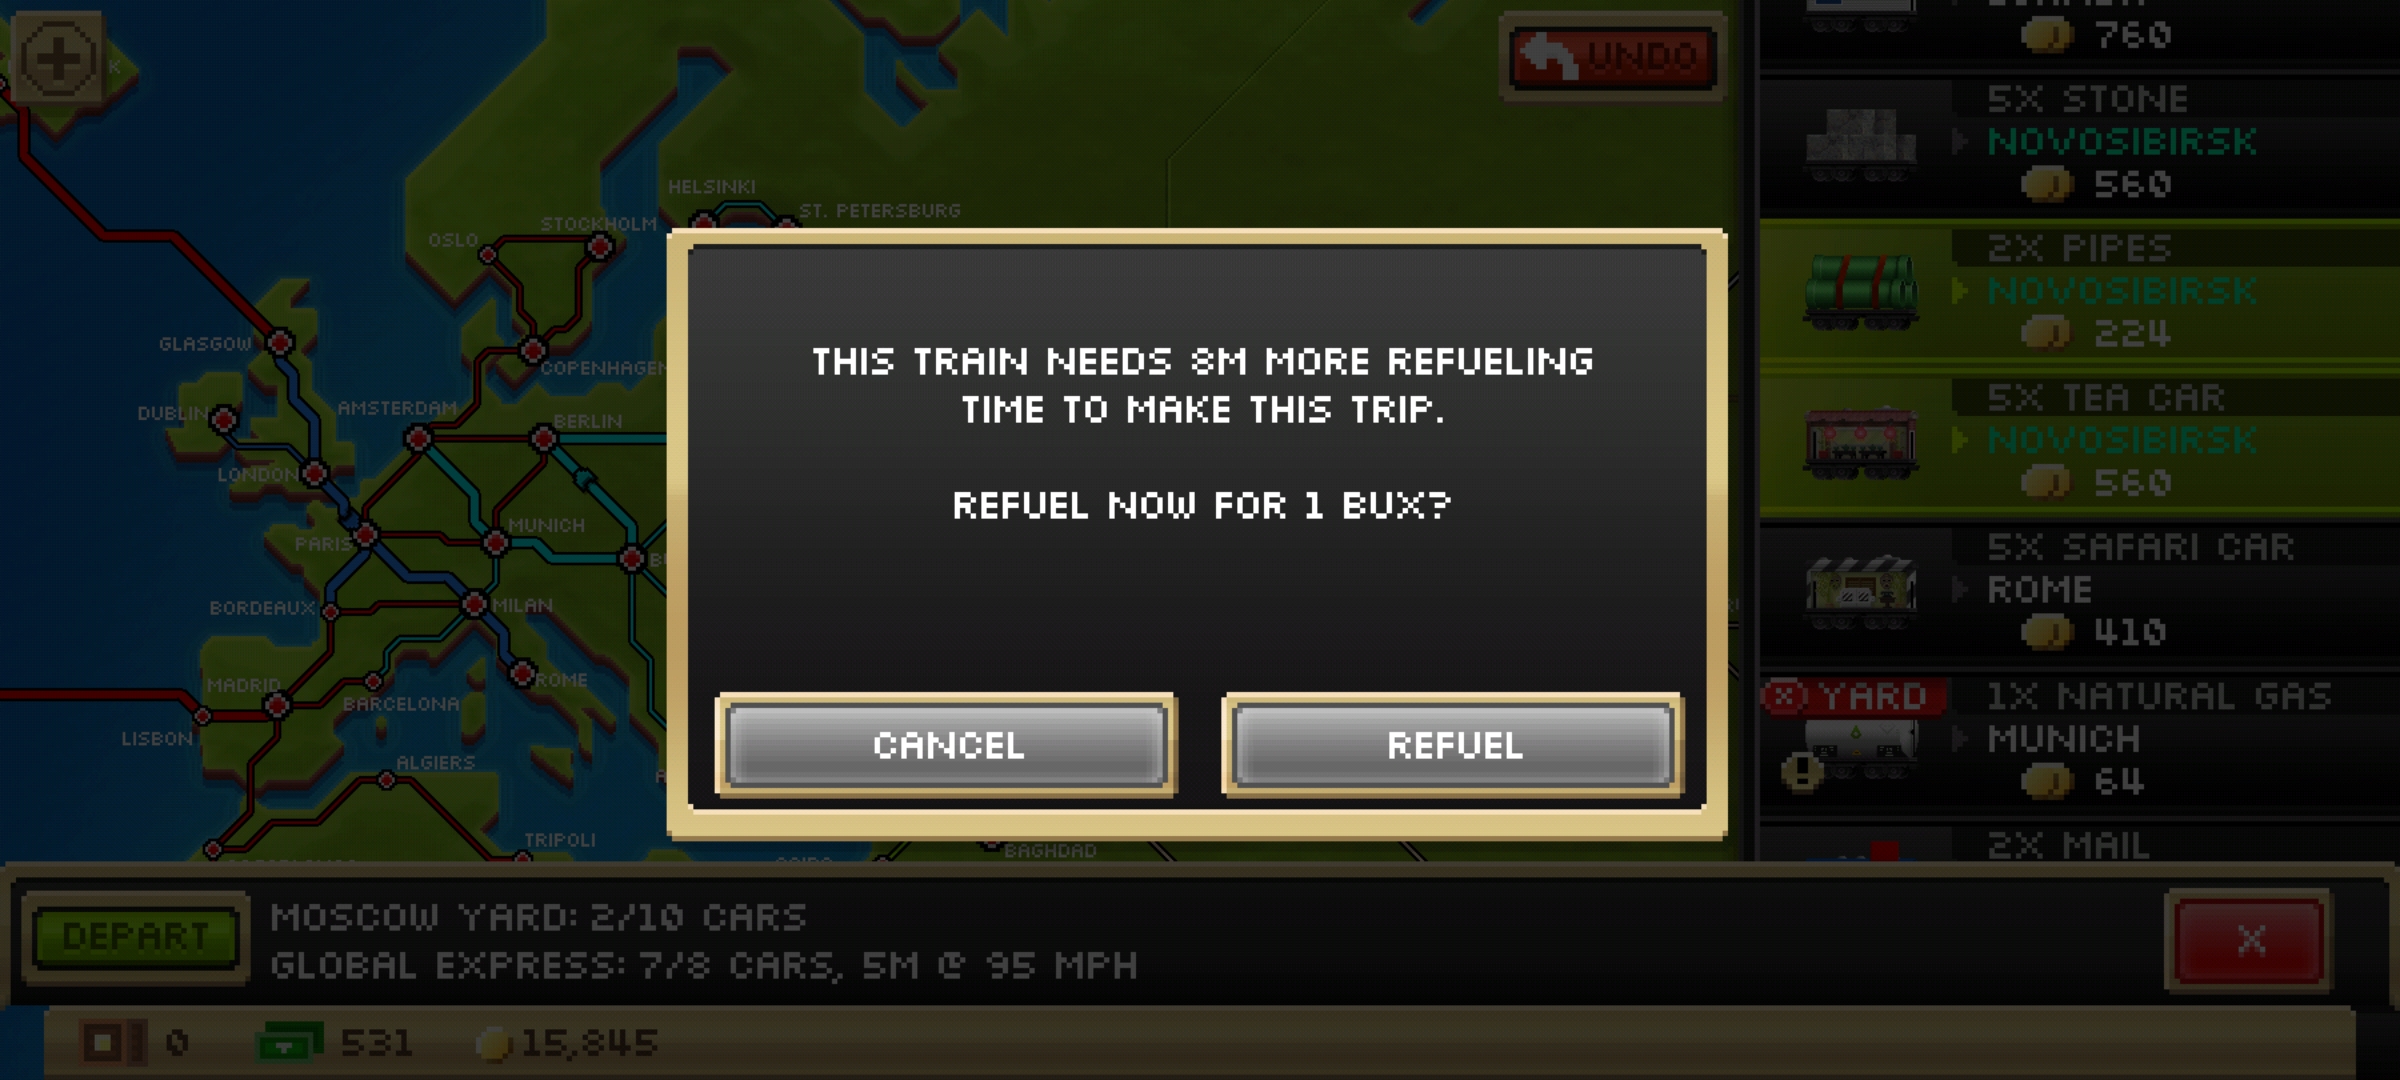 UNDO
760
5X STONE
NOVOSIBIRSK
560
2X PIPES
NOVOSIBIRSK
224
5X TEA CAR
NOVOSIBIRSK
560
5X SAFARI CAR
ROME
410
YARD
1X NATURAL GAS
MUNICH
64
2X MAIL
HELSINKI
ST. PETERSBURG
STOCKHOLM
OSLO
GLASGOW
COPENHAGEN
DUBLIN
AMSTERDAM
BERLIN
LONDON
MUNICH
PARIS
BORDEAUX
MILAN
MADRID
ROME
BARCELONA
LISBON
ALGIERS
TRIPOLI
BAGHDAD
THIS TRAIN NEEDS 8M MORE REFUELING
TIME TO MAKE THIS TRIP.
REFUEL NOW FOR 1 BUX?
CANCEL
REFUEL
DEPART
MOSCOW YARD: 2/10 CARS
GLOBAL EXPRESS: 7/8 CARS, 5M @ 95 MPH
X
0
531
15,845